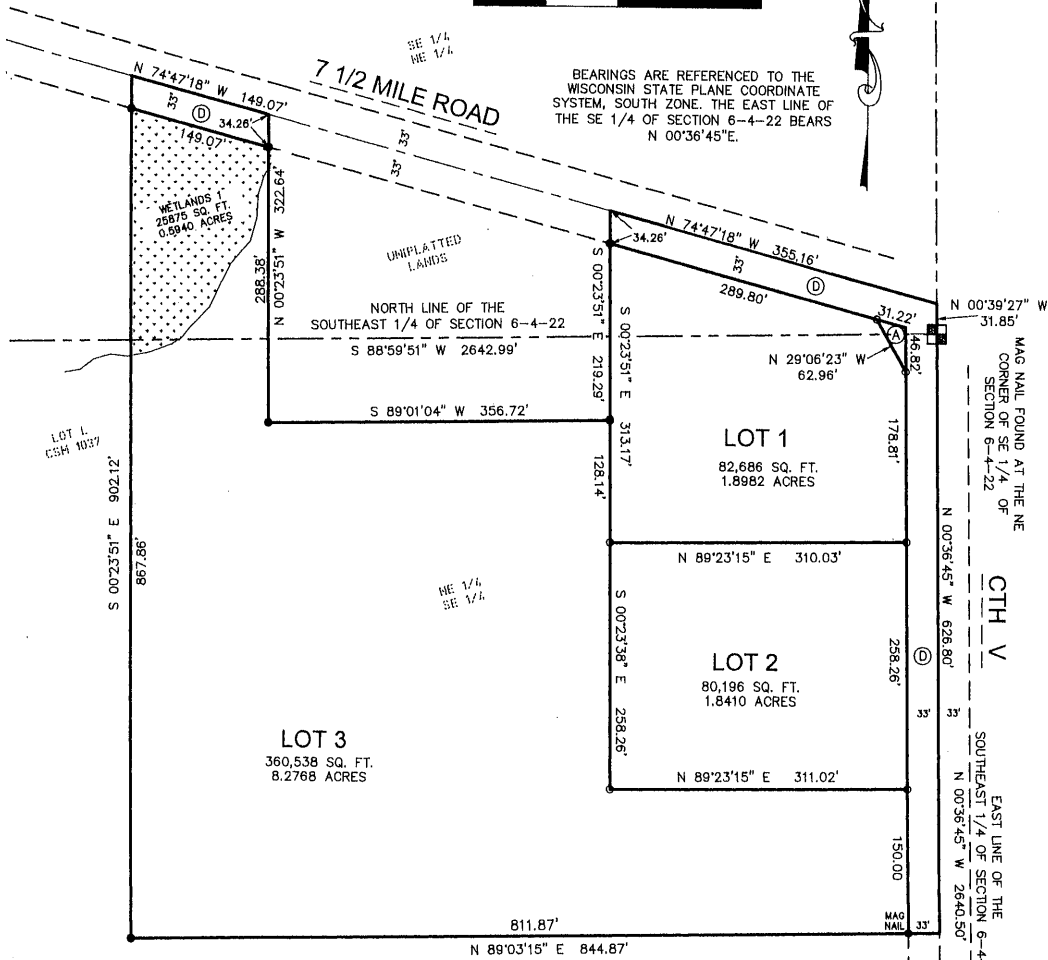 SE 1/4
NE 1/4
7 1/2 MILE ROAD
BEARINGS ARE REFERENCED TO THE
WISCONSIN STATE PLANE COORDINATE
SYSTEM, SOUTH ZONE. THE EAST LINE OF
THE SE 1/4 OF SECTION 6-4-22 BEARS
N 00°36'45"E.
N 74°47'18" W 149.07'
33'
D
34.26'
149.07'
33'
33'
WETLANDS 1
25875 SQ. FT.
0.5940 ACRES
288.38'
N 00°23'51" W 322.64'
UNPLATTED
LANDS
NORTH LINE OF THE
SOUTHEAST 1/4 OF SECTION 6-4-22
S 88°59'51" W 2642.99'
S 89°01'04" W 356.72'
34.26'
N 74°47'18" W 355.16'
33'
D
289.80'
31.22'
A
46.82'
N 29°06'23" W
62.96'
N 00°39'27" W
31.85'
MAG NAIL FOUND AT THE NE
CORNER OF SE 1/4 OF
SECTION 6-4-22
S 00°23'51" E 219.29'
S 00°23'51" E 313.17'
128.14'
LOT 1
82,686 SQ. FT.
1.8982 ACRES
178.81'
N 89°23'15" E 310.03'
LOT L
CSM 1037
S 00°23'51" E 902.12'
867.86'
NE 1/4
SE 1/4
S 00°23'38" E 258.26'
LOT 2
80,196 SQ. FT.
1.8410 ACRES
258.26'
D
N 00°36'45" W 626.80'
CTH V
33'
33'
N 89°23'15" E 311.02'
LOT 3
360,538 SQ. FT.
8.2768 ACRES
150.00
EAST LINE OF THE
SOUTHEAST 1/4 OF SECTION 6-4-
N 00°36'45" W 2640.50'
MAG
NAIL
33'
811.87'
N 89°03'15" E 844.87'